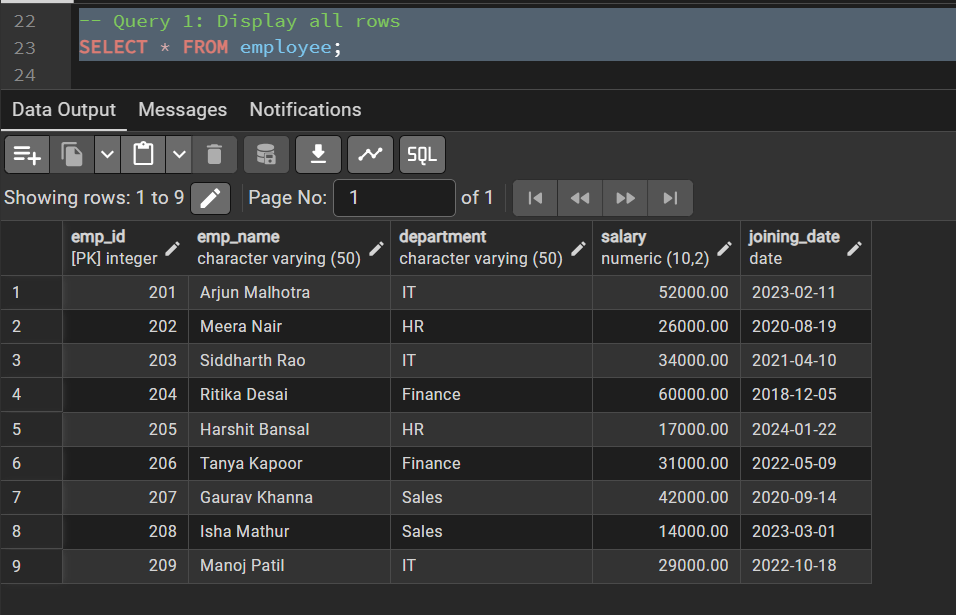 22 -- Query 1: Display all rows
23 SELECT * FROM employee;
24
Data Output Messages Notifications
SQL
Showing rows: 1 to 9 Page No: 1 of 1
emp_id emp_name department salary joining_date
[PK] integer character varying (50) character varying (50) numeric (10,2) date
1 201 Arjun Malhotra IT 52000.00 2023-02-11
2 202 Meera Nair HR 26000.00 2020-08-19
3 203 Siddharth Rao IT 34000.00 2021-04-10
4 204 Ritika Desai Finance 60000.00 2018-12-05
5 205 Harshit Bansal HR 17000.00 2024-01-22
6 206 Tanya Kapoor Finance 31000.00 2022-05-09
7 207 Gaurav Khanna Sales 42000.00 2020-09-14
8 208 Isha Mathur Sales 14000.00 2023-03-01
9 209 Manoj Patil IT 29000.00 2022-10-18